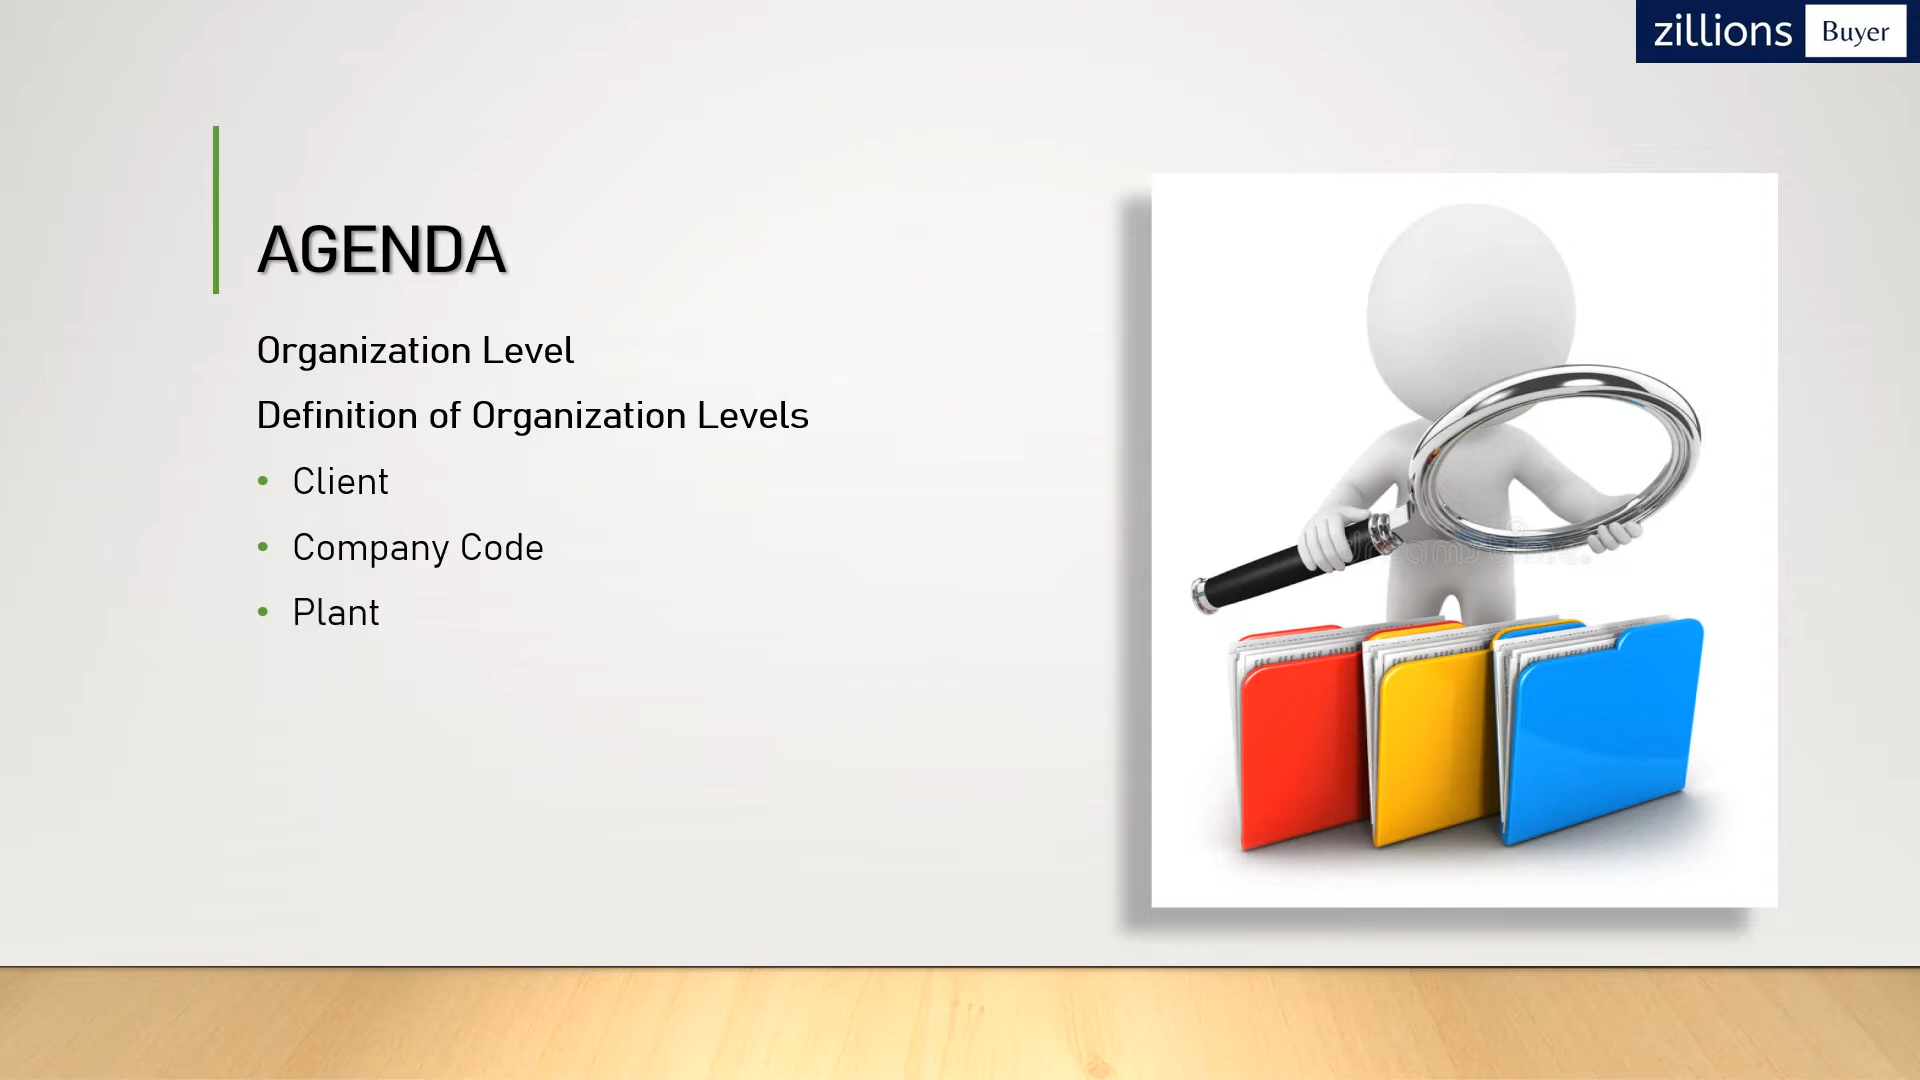 zillions Buyer
AGENDA
Organization Level
Definition of Organization Levels
• Client
• Company Code
• Plant